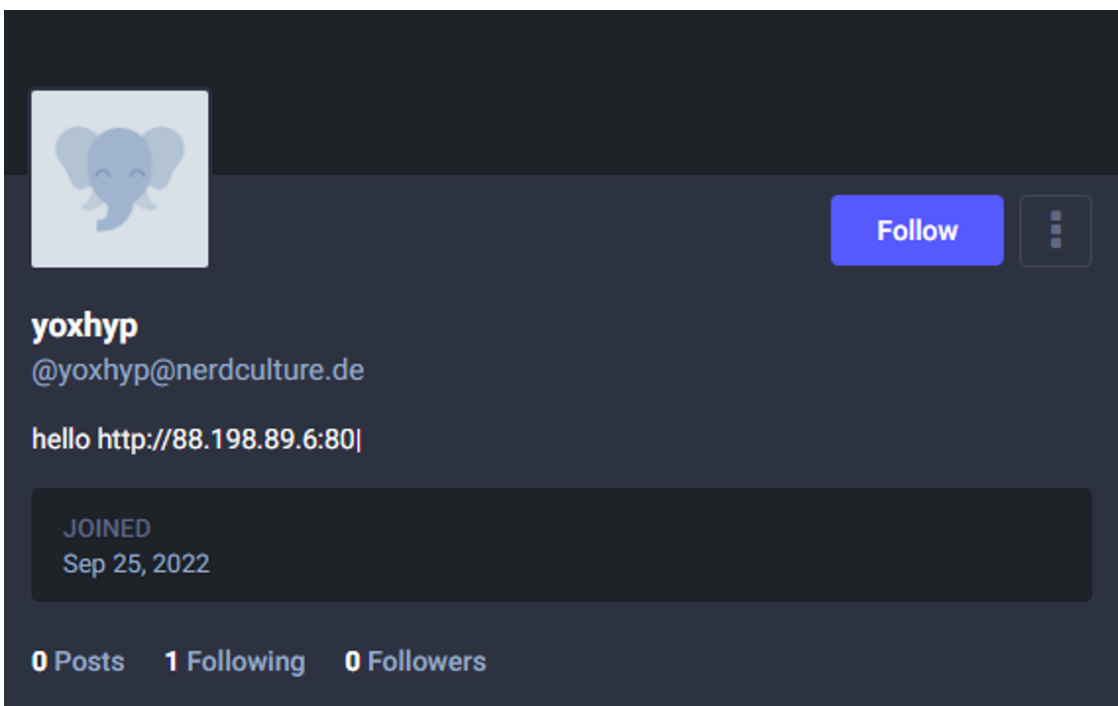 Follow
yoxhyp
@yoxhyp@nerdculture.de
hello http://88.198.89.6:80|
JOINED
Sep 25, 2022
0 Posts 1 Following 0 Followers